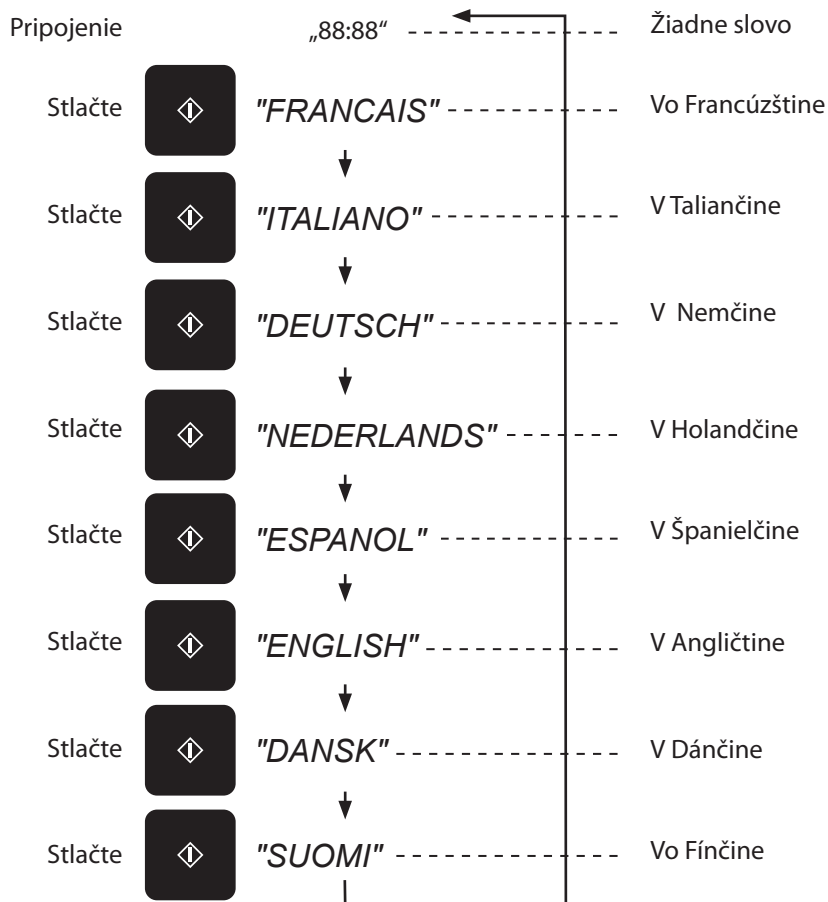 Pripojenie „88:88“ Žiadne slovo
Stlačte "FRANCAIS" Vo Francúzštine
Stlačte "ITALIANO" V Taliančine
Stlačte "DEUTSCH" V Nemčine
Stlačte "NEDERLANDS" V Holandčine
Stlačte "ESPANOL" V Španielčine
Stlačte "ENGLISH" V Angličtine
Stlačte "DANSK" V Dánčine
Stlačte "SUOMI" Vo Fínčine